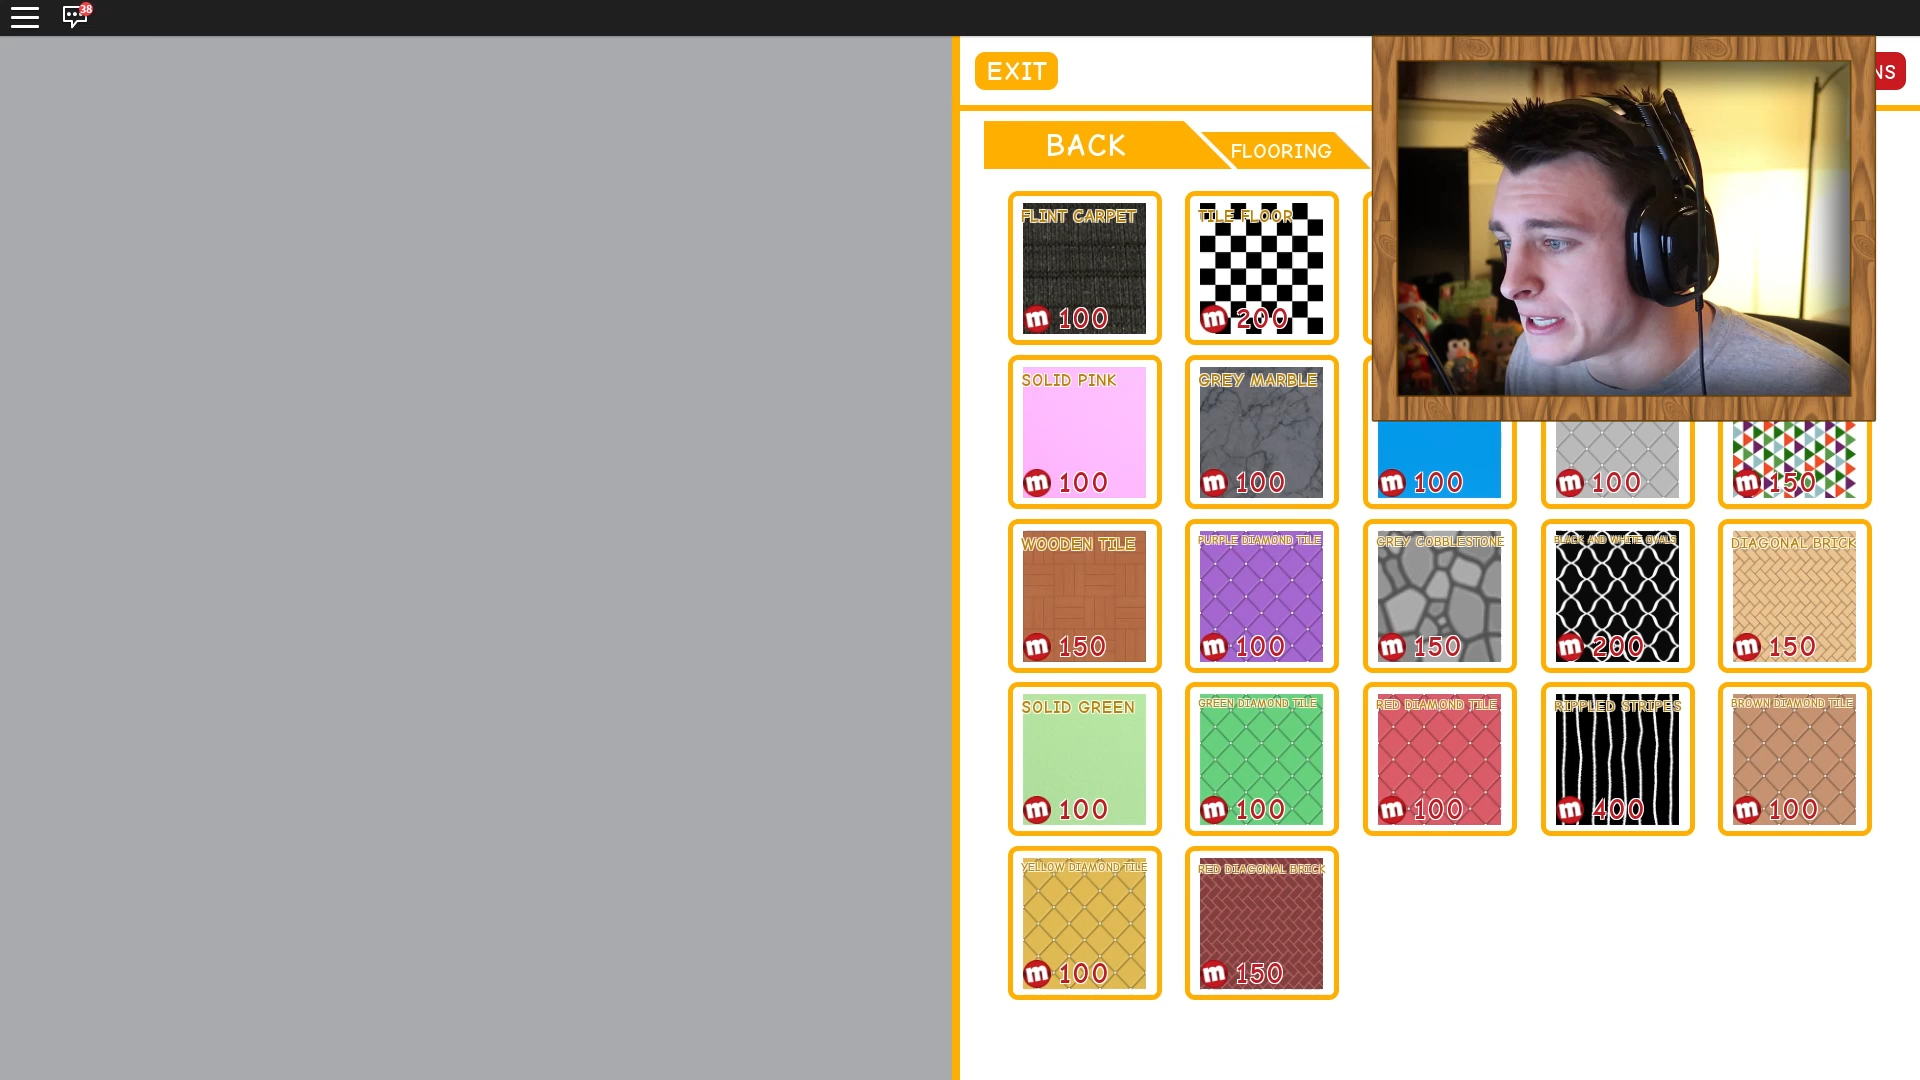 38
EXIT
NS
BACK
FLOORING
FLINT CARPET
m 100
TILE FLOOR
m 200
SOLID PINK
m 100
GREY MARBLE
m 100
m 100
m 100
m 150
WOODEN TILE
m 150
PURPLE DIAMOND TILE
m 100
GREY COBBLESTONE
m 150
BLACK AND WHITE OVALS
m 200
DIAGONAL BRICK
m 150
SOLID GREEN
m 100
GREEN DIAMOND TILE
m 100
RED DIAMOND TILE
m 100
RIPPLED STRIPES
m 400
BROWN DIAMOND TILE
m 100
YELLOW DIAMOND TILE
m 100
RED DIAGONAL BRICK
m 150